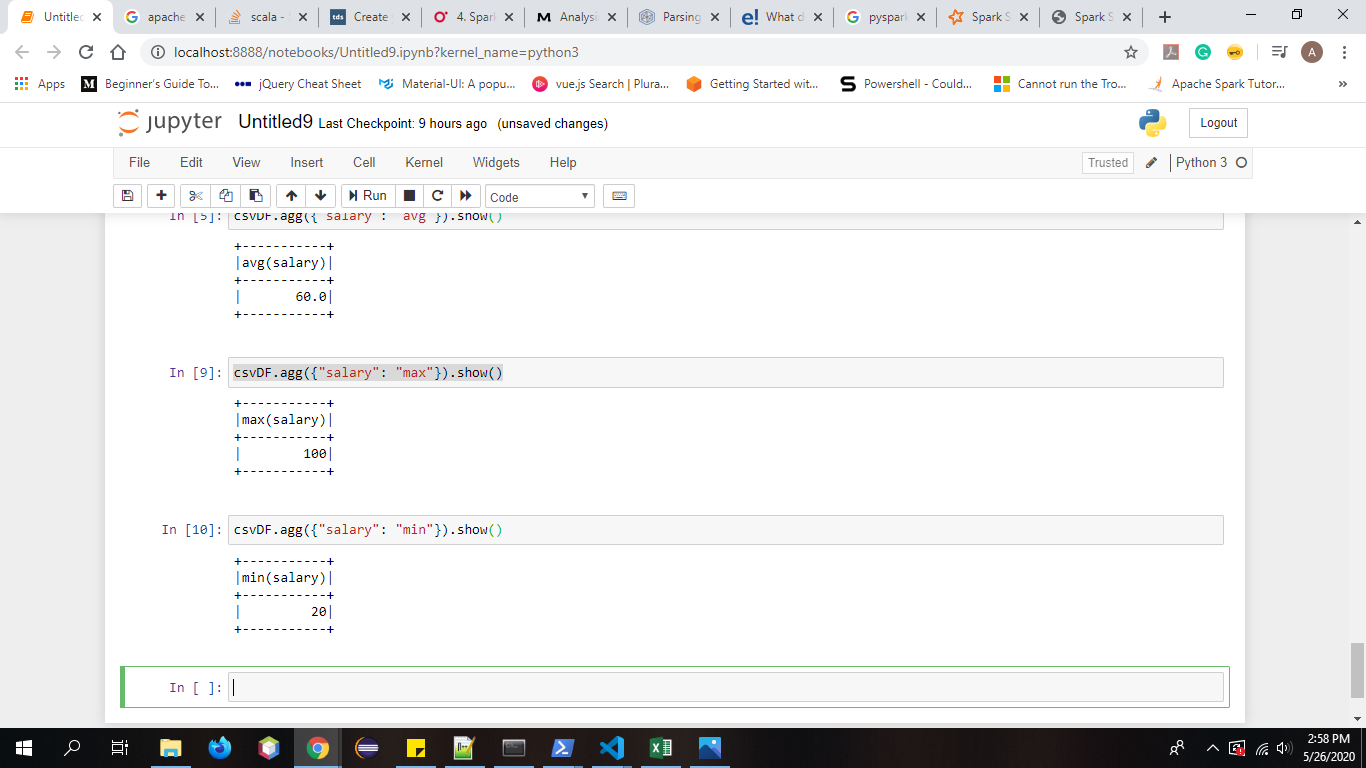 Untitled
apache
scala -
tds Create
4. Spark
M Analysi
Parsing
e! What d
pyspark
Spark S
Spark S
localhost:8888/notebooks/Untitled9.ipynb?kernel_name=python3
A
Apps
M Beginner's Guide To...
jQuery Cheat Sheet
Material-UI: A popu...
vue.js Search | Plura...
Getting Started wit...
Powershell - Could...
Cannot run the Tro...
Apache Spark Tutor...
»
jupyter Untitled9 Last Checkpoint: 9 hours ago (unsaved changes)
Logout
File Edit View Insert Cell Kernel Widgets Help
Trusted
Python 3
Run
Code
In [5]: csvDF.agg({"salary": "avg"}).show()
+-----------+
|avg(salary)|
+-----------+
|       60.0|
+-----------+
In [9]: csvDF.agg({"salary": "max"}).show()
+-----------+
|max(salary)|
+-----------+
|        100|
+-----------+
In [10]: csvDF.agg({"salary": "min"}).show()
+-----------+
|min(salary)|
+-----------+
|         20|
+-----------+
In [ ]:
2:58 PM
5/26/2020